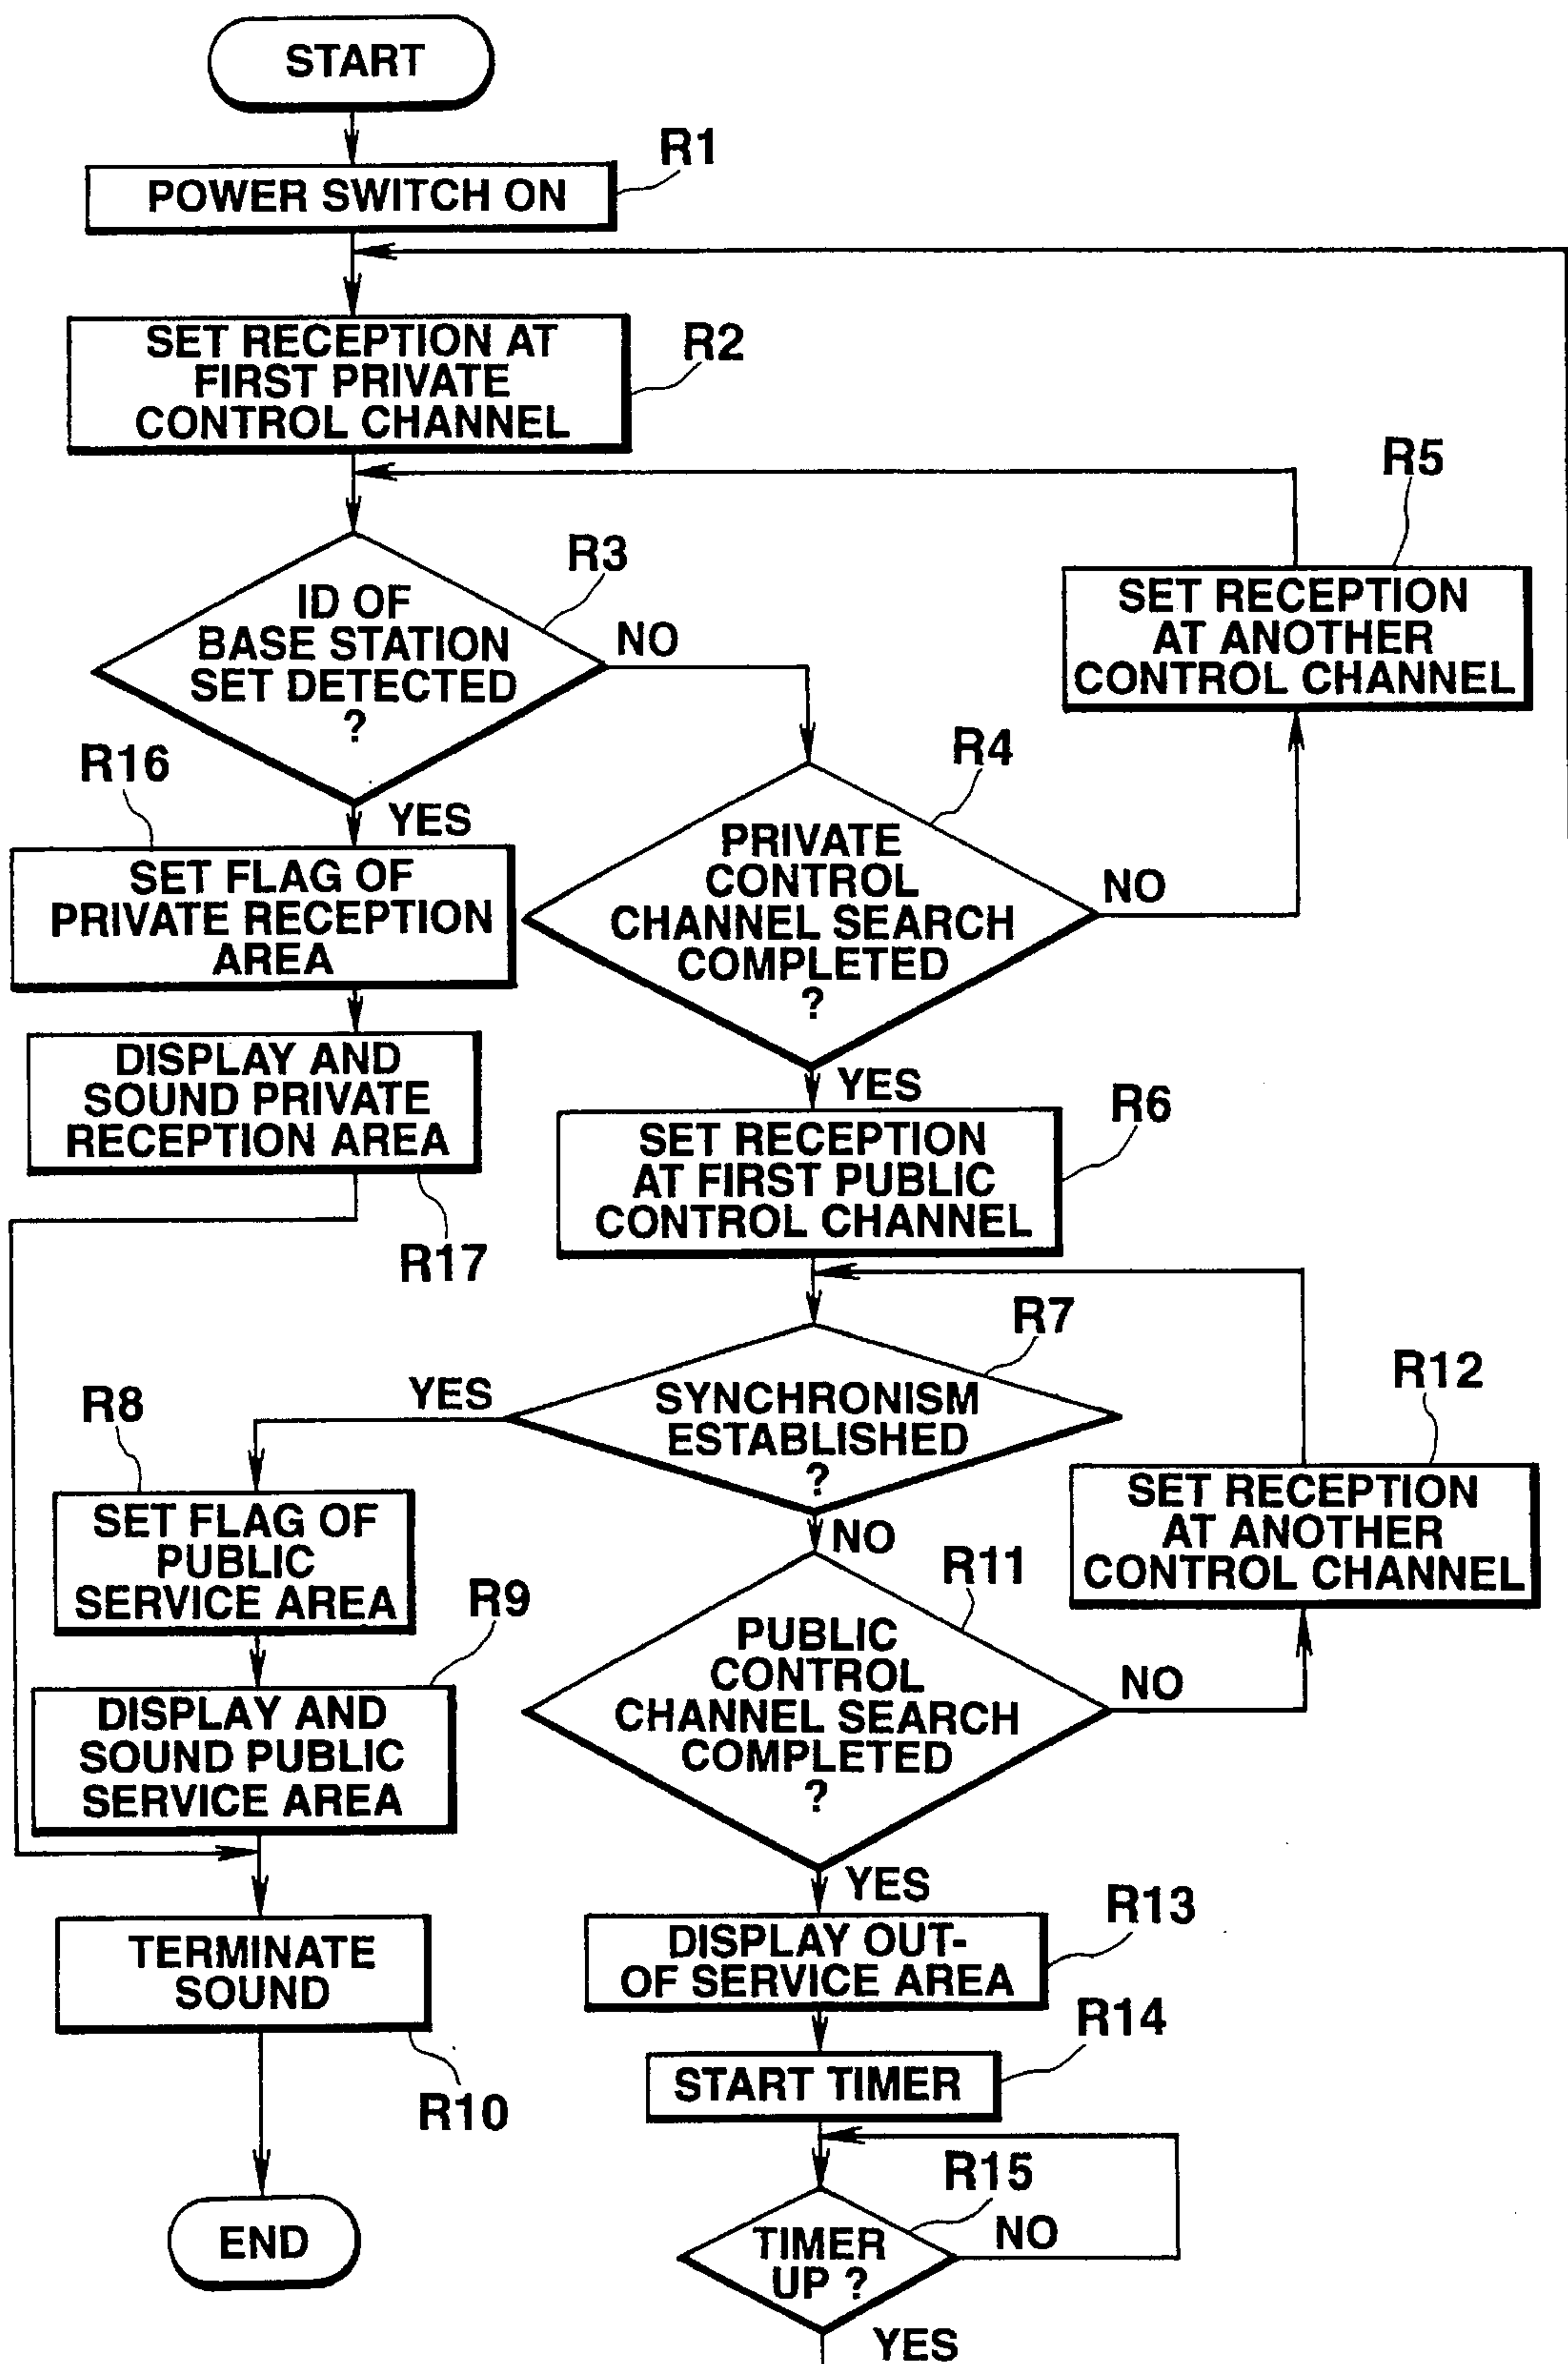 START
R1
POWER SWITCH ON
SET RECEPTION AT
FIRST PRIVATE
CONTROL CHANNEL
R2
R5
SET RECEPTION
AT ANOTHER
CONTROL CHANNEL
R3
ID OF
BASE STATION
SET DETECTED
?
NO
R16
YES
R4
PRIVATE
CONTROL
CHANNEL SEARCH
COMPLETED
?
NO
SET FLAG OF
PRIVATE RECEPTION
AREA
DISPLAY AND
SOUND PRIVATE
RECEPTION AREA
R17
YES
R6
SET RECEPTION
AT FIRST PUBLIC
CONTROL CHANNEL
R7
SYNCHRONISM
ESTABLISHED
?
YES
R8
R12
SET RECEPTION
AT ANOTHER
CONTROL CHANNEL
SET FLAG OF
PUBLIC
SERVICE AREA
NO
R11
R9
DISPLAY AND
SOUND PUBLIC
SERVICE AREA
PUBLIC
CONTROL
CHANNEL SEARCH
COMPLETED
?
NO
YES
R13
DISPLAY OUT-
OF SERVICE AREA
TERMINATE
SOUND
R10
R14
START TIMER
R15
TIMER
UP ?
NO
END
YES